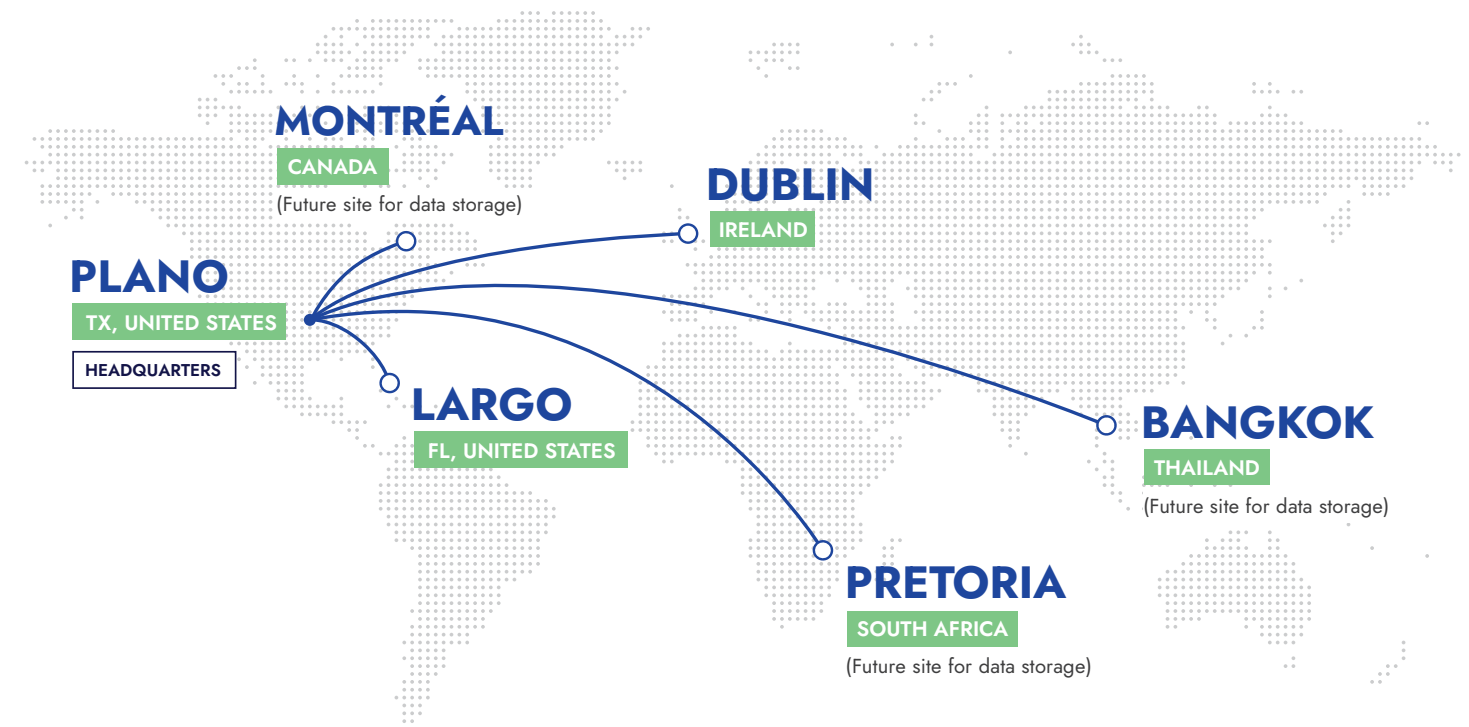 MONTRÉAL
CANADA
(Future site for data storage)
DUBLIN
IRELAND
PLANO
TX, UNITED STATES
HEADQUARTERS
LARGO
FL, UNITED STATES
BANGKOK
THAILAND
(Future site for data storage)
PRETORIA
SOUTH AFRICA
(Future site for data storage)